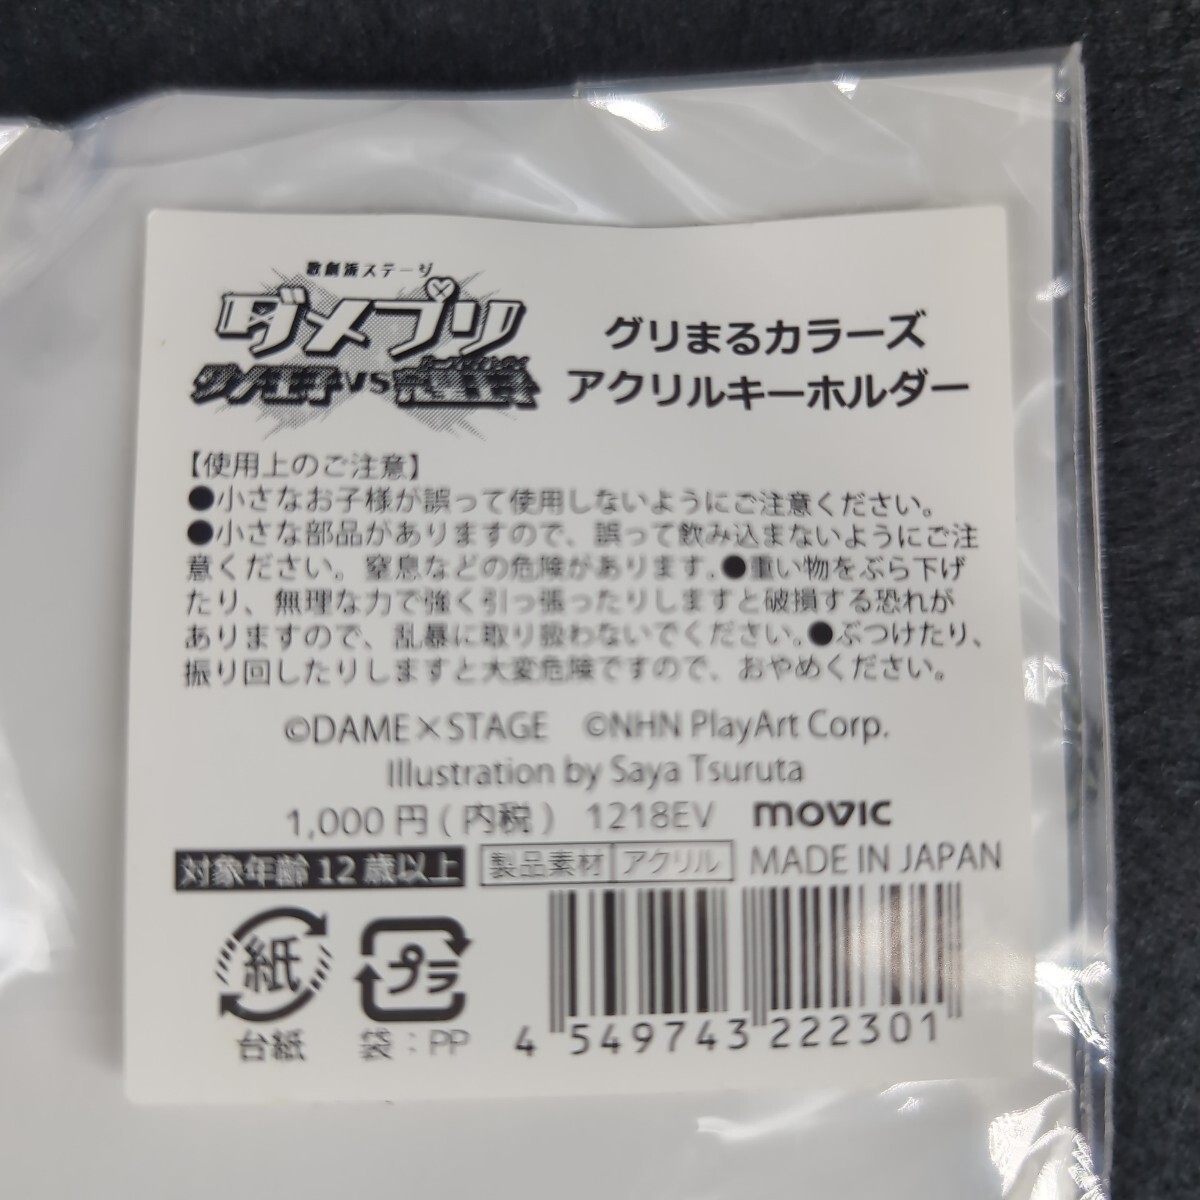 歌劇派ステージ
ダメプリ
ダメ王子VS
グリまるカラーズ
アクリルキーホルダー
【使用上のご注意】
●小さなお子様が誤って使用しないようにご注意ください。
●小さな部品がありますので、誤って飲み込まないようにご注
意ください。窒息などの危険があります。●重い物をぶら下げ
たり、無理な力で強く引っ張ったりしますと破損する恐れが
ありますので、乱暴に取り扱わないでください。●ぶつけたり、
振り回したりしますと大変危険ですので、おやめください。
©DAME×STAGE ©NHN PlayArt Corp.
Illustration by Saya Tsuruta
1,000円(内税) 1218EV movic
対象年齢12歳以上 製品素材 アクリル MADE IN JAPAN
紙 プラ
台紙 袋：PP
4 549743 222301